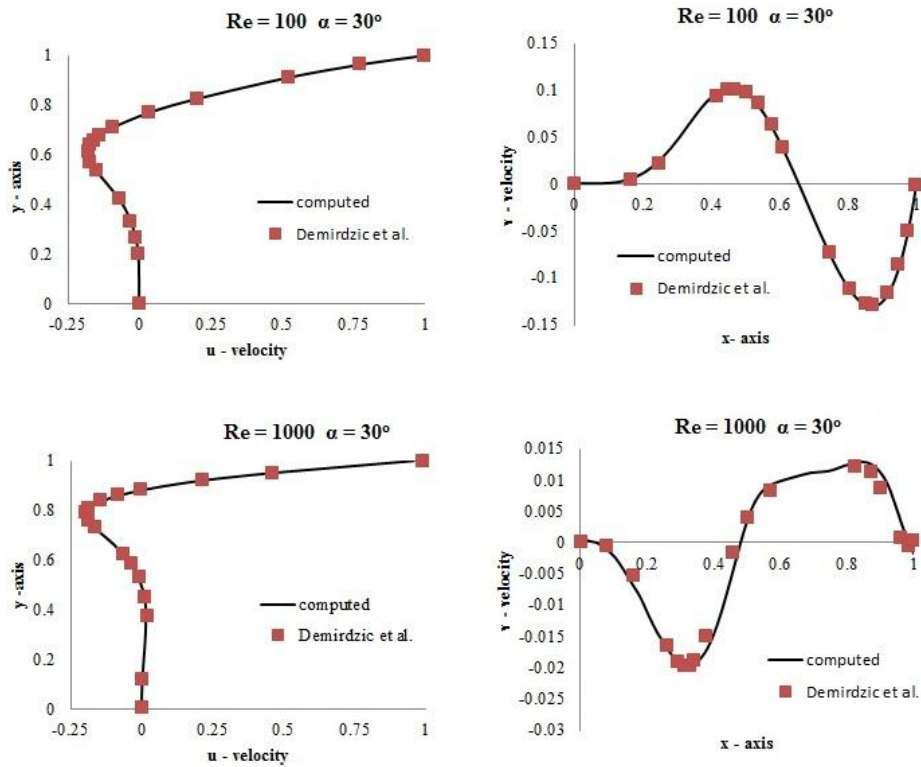 Re = 100 α = 30°
1
0.8
0.6
0.4
0.2
0
y - axis
-0.25
0
0.25
0.5
0.75
1
u - velocity
computed
Demirdzic et al.
Re = 100 α = 30°
0.15
0.1
0.05
0
-0.05
-0.1
-0.15
v - velocity
0
0.2
0.4
0.6
0.8
1
x- axis
computed
Demirdzic et al.
Re = 1000 α = 30°
1
0.8
0.6
0.4
0.2
0
y -axis
-0.25
0
0.25
0.5
0.75
1
u - velocity
computed
Demirdzic et al.
Re = 1000 α = 30°
0.015
0.01
0.005
0
-0.005
-0.01
-0.015
-0.02
-0.025
-0.03
v - velocity
0
0.2
0.4
0.6
0.8
1
x - axis
computed
Demirdzic et al.